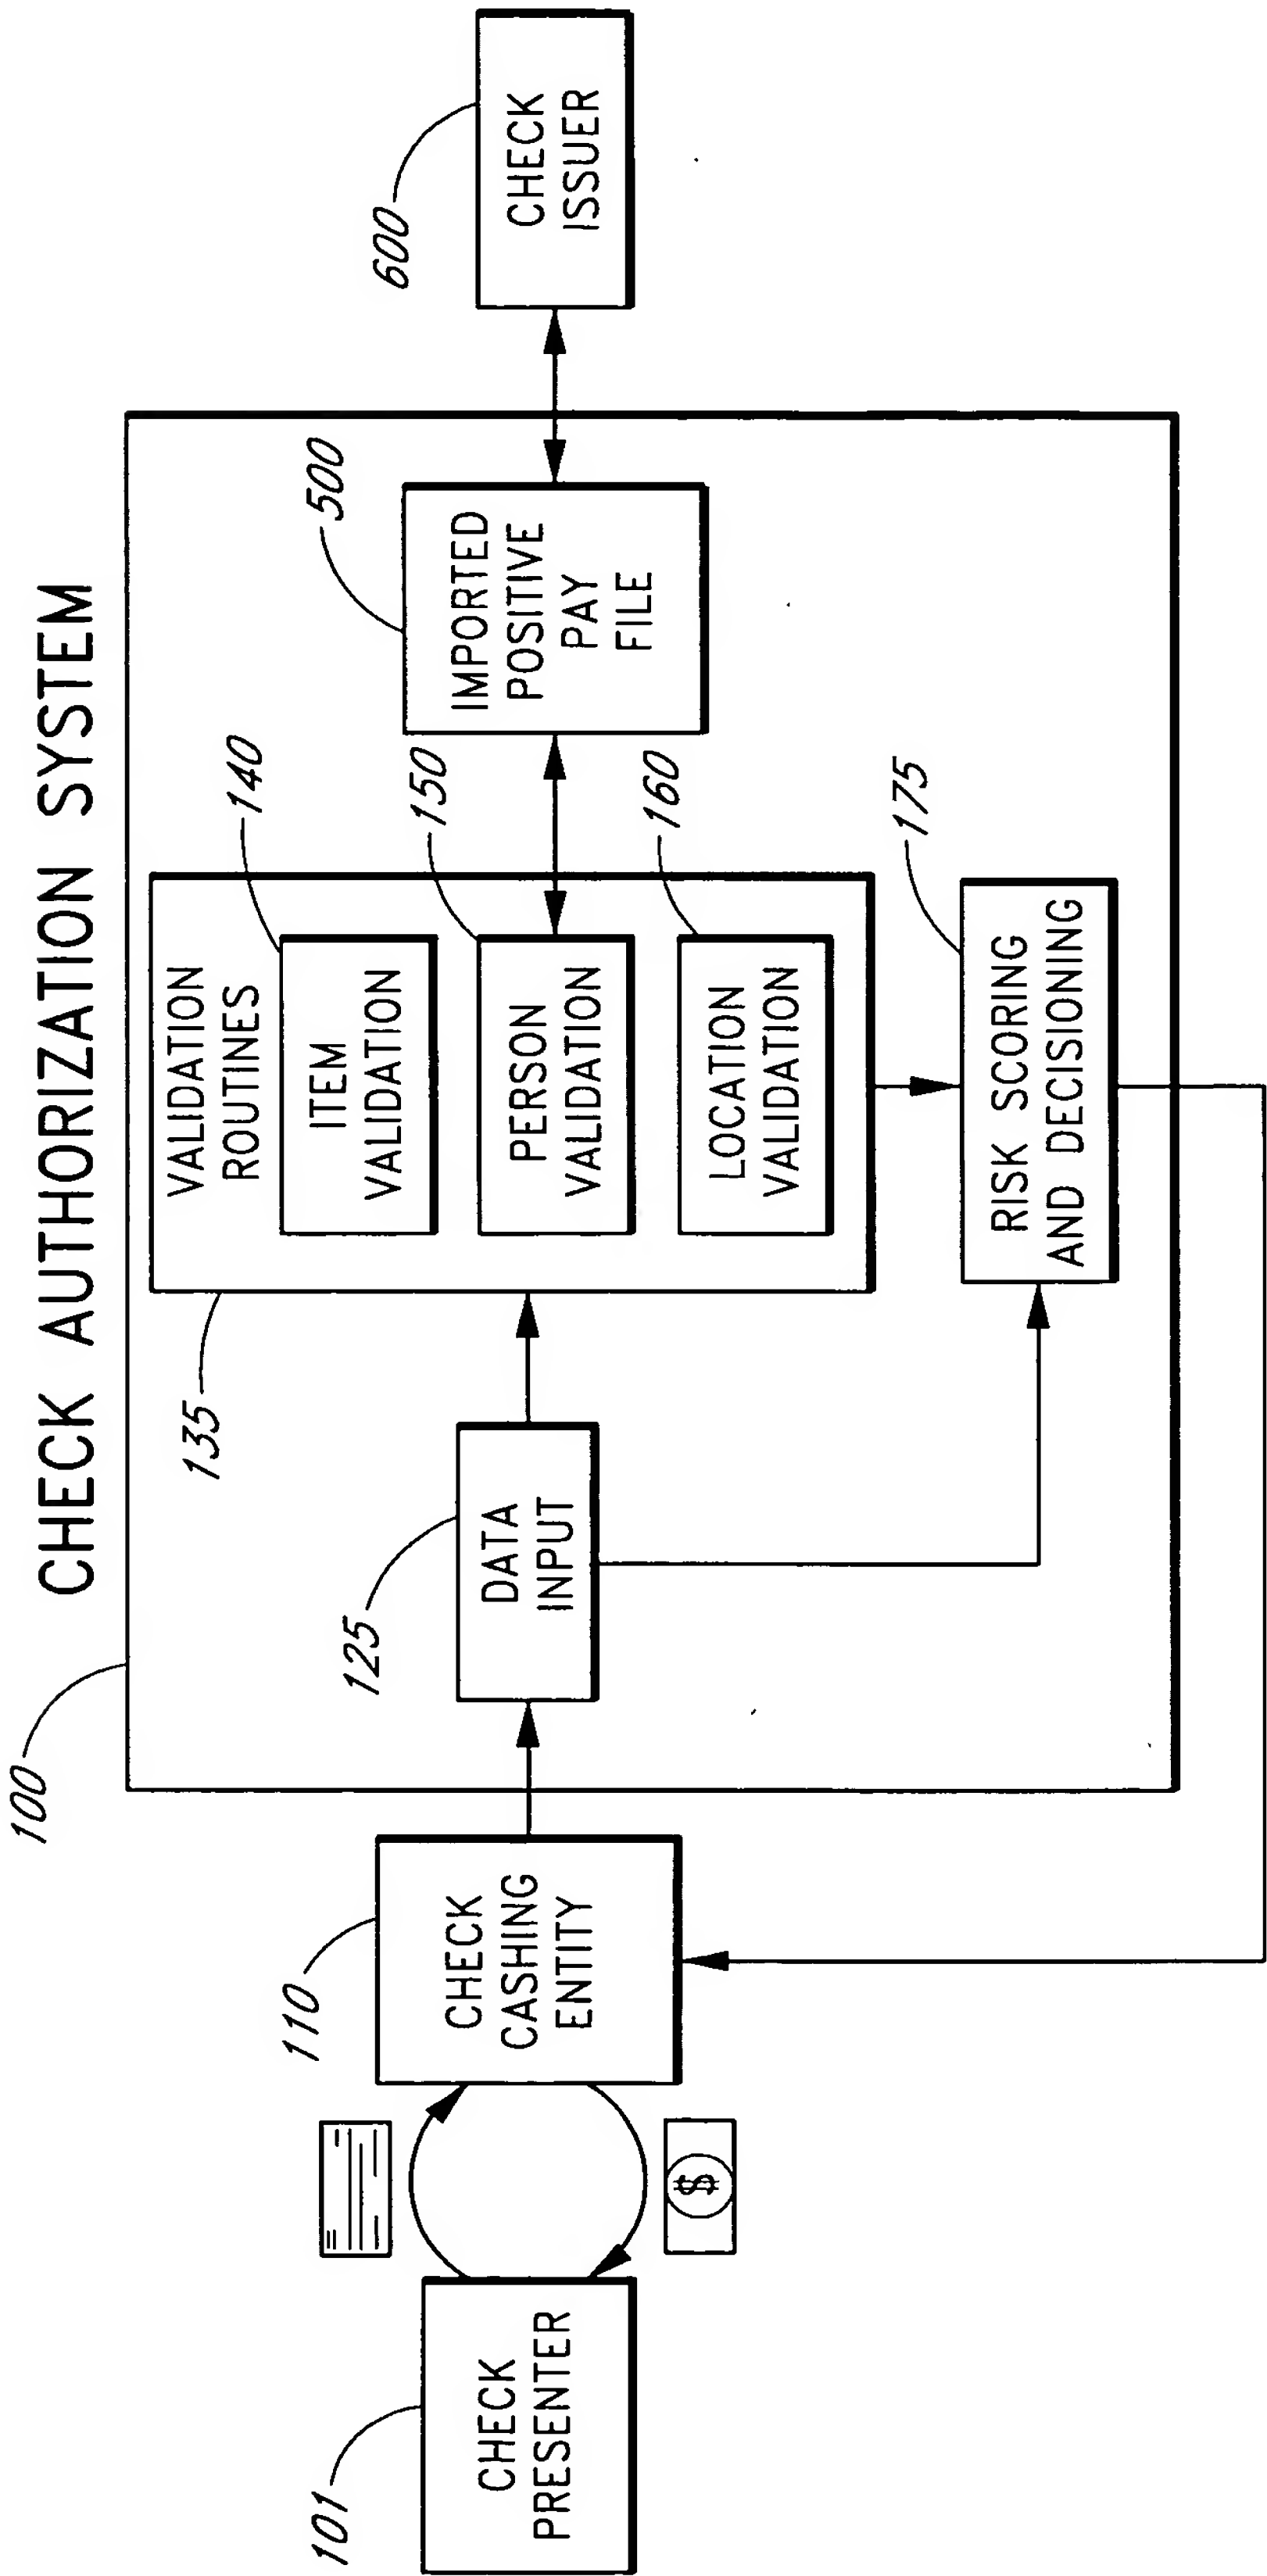 CHECK AUTHORIZATION SYSTEM
100
101
CHECK
PRESENTER
$
110
CHECK
CASHING
ENTITY
125
DATA
INPUT
135
VALIDATION
ROUTINES
140
ITEM
VALIDATION
150
PERSON
VALIDATION
160
LOCATION
VALIDATION
175
RISK SCORING
AND DECISIONING
500
IMPORTED
POSITIVE
PAY
FILE
600
CHECK
ISSUER